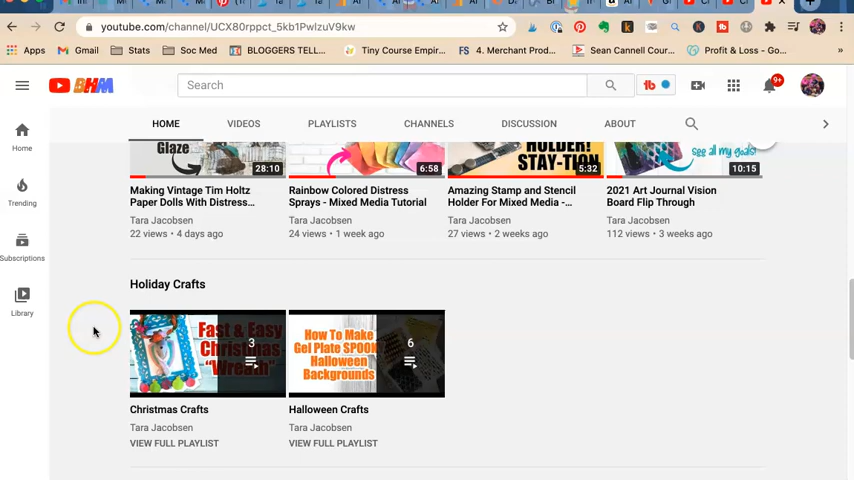 youtube.com/channel/UCX80rppct_5kb1PwIzuV9kw
Apps Gmail Stats Soc Med BLOGGERS TELL... Tiny Course Empir... 4. Merchant Prod... Sean Cannell Cour... Profit & Loss - Go... »
BHM Search 9+
HOME VIDEOS PLAYLISTS CHANNELS DISCUSSION ABOUT
Home
Trending
Subscriptions
Library
Glaze HOLDER! see all my goals!
28:10 6:58 STAY-TION 5:32 10:15
Making Vintage Tim Holtz
Paper Dolls With Distress...
Tara Jacobsen
22 views • 4 days ago
Rainbow Colored Distress
Sprays - Mixed Media Tutorial
Tara Jacobsen
24 views • 1 week ago
Amazing Stamp and Stencil
Holder For Mixed Media -...
Tara Jacobsen
27 views • 2 weeks ago
2021 Art Journal Vision
Board Flip Through
Tara Jacobsen
112 views • 3 weeks ago
Holiday Crafts
Fast & Easy
Christmas
"Wreath"
3
Christmas Crafts
Tara Jacobsen
VIEW FULL PLAYLIST
How To Make
Gel Plate SPOOK
Halloween
Backgrounds
6
Halloween Crafts
Tara Jacobsen
VIEW FULL PLAYLIST